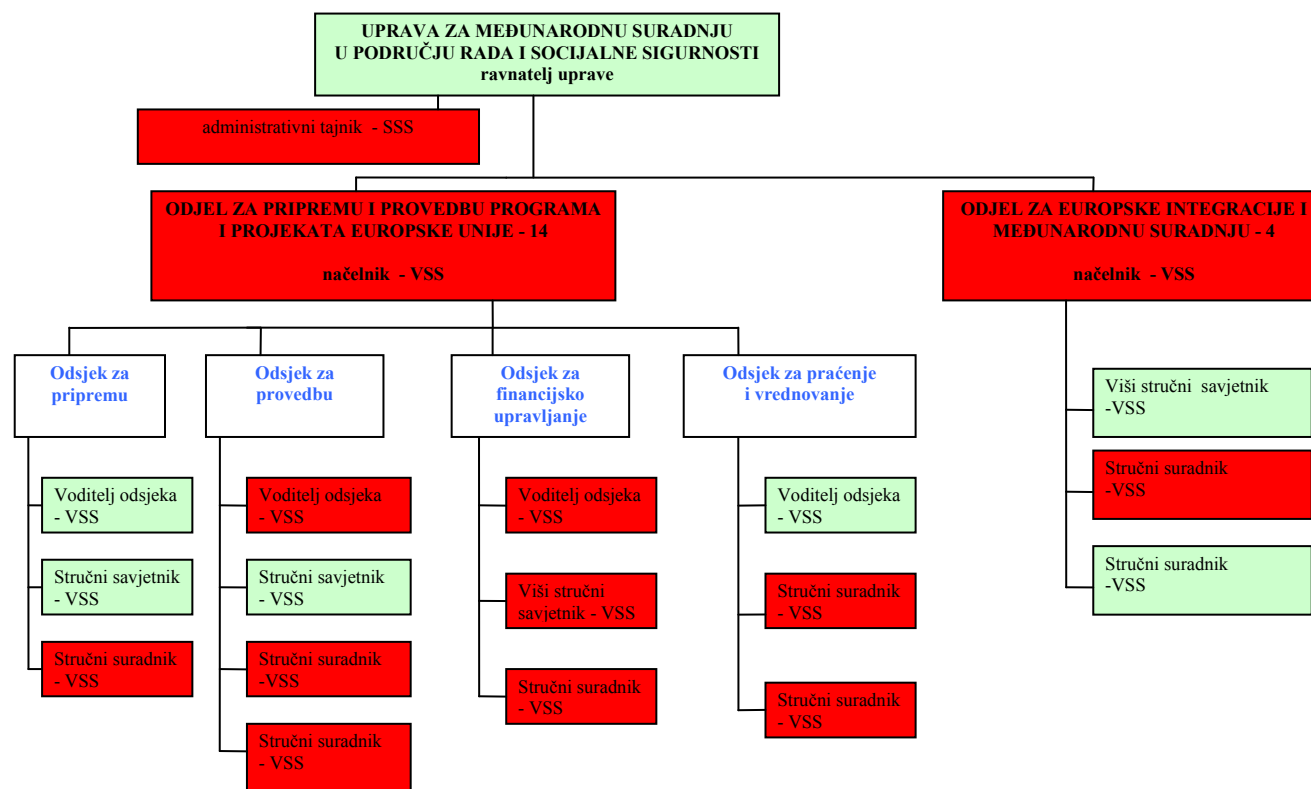 UPRAVA ZA MEĐUNARODNU SURADNJU
U PODRUČJU RADA I SOCIJALNE SIGURNOSTI
ravnatelj uprave
administrativni tajnik - SSS
ODJEL ZA PRIPREMU I PROVEDBU PROGRAMA
I PROJEKATA EUROPSKE UNIJE - 14
načelnik - VSS
ODJEL ZA EUROPSKE INTEGRACIJE I
MEĐUNARODNU SURADNJU - 4
načelnik - VSS
Odsjek za
pripremu
Voditelj odsjeka
- VSS
Stručni savjetnik
- VSS
Stručni suradnik
- VSS
Odsjek za
provedbu
Voditelj odsjeka
- VSS
Stručni savjetnik
- VSS
Stručni suradnik
-VSS
Stručni suradnik
- VSS
Odsjek za
financijsko
upravljanje
Voditelj odsjeka
- VSS
Viši stručni
savjetnik - VSS
Stručni suradnik
- VSS
Odsjek za praćenje
i vrednovanje
Voditelj odsjeka
- VSS
Stručni suradnik
- VSS
Stručni suradnik
- VSS
Viši stručni savjetnik
-VSS
Stručni suradnik
-VSS
Stručni suradnik
-VSS